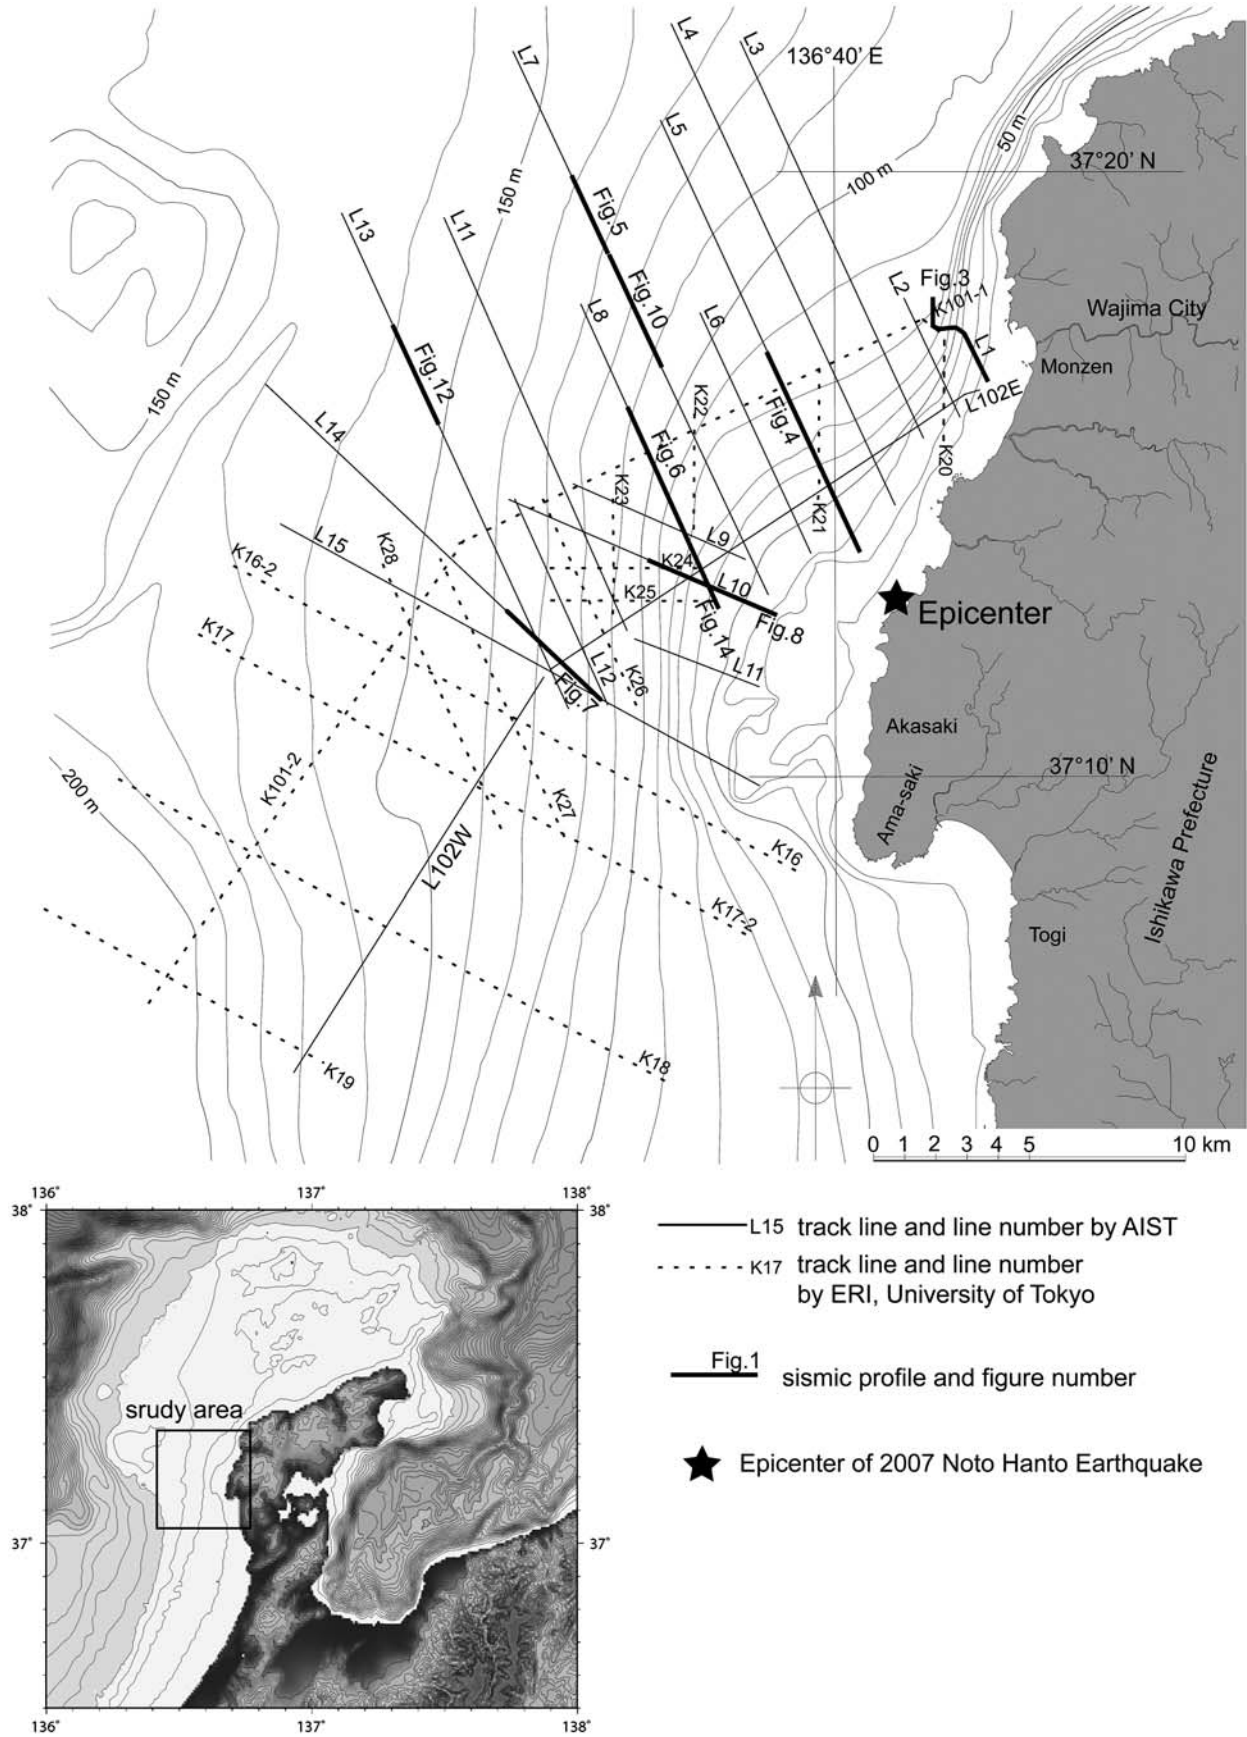 L4
L3
L7
136°40' E
L5
50 m
37°20' N
150 m
100 m
L13
L11
Fig.5
L2
Fig.3
K101-1
Fig.10
L8
L6
Wajima City
L1
Monzen
Fig.12
150 m
K22
L102E
Fig.4
L14
Fig.6
K20
K23
K21
L15
K28
L9
K16-2
K24
L10
K25
Epicenter
Fig.14
Fig.8
K17
L12
K26
L11
Fig.7
Akasaki
K101-2
37°10' N
200 m
K27
Ama-saki
L102W
K16
Ishikawa Prefecture
K17-2
Togi
K18
K19
0 1 2 3 4 5 10 km
136° 137° 138°
38° 38°
srudy area
37° 37°
136° 137° 138°
L15 track line and line number by AIST
K17 track line and line number
by ERI, University of Tokyo
Fig.1 sismic profile and figure number
Epicenter of 2007 Noto Hanto Earthquake